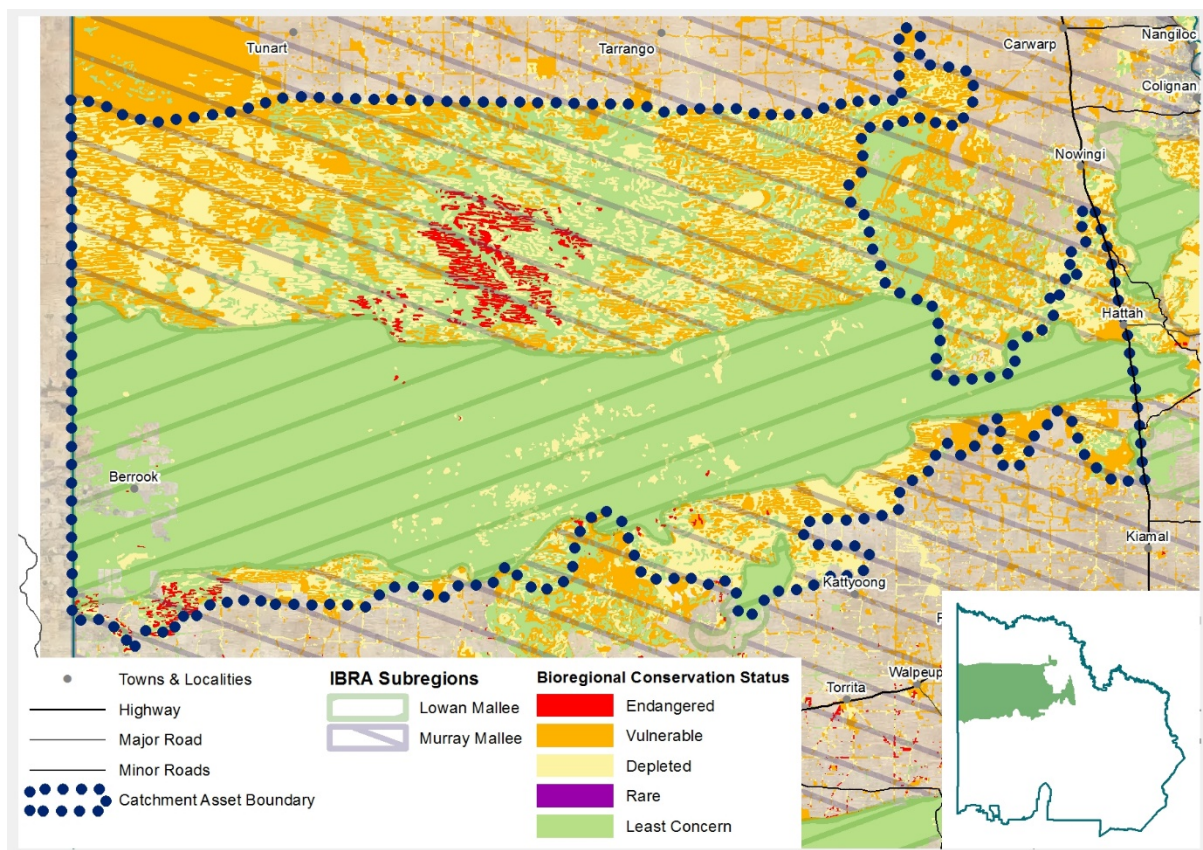 Tunart
Tarrango
Carwarp
Nangiloc
Colignan
Nowingi
Hattah
Berrook
Kiamal
Kattyoong
Torrita
Walpeup
Towns & Localities
Highway
Major Road
Minor Roads
Catchment Asset Boundary
IBRA Subregions
Lowan Mallee
Murray Mallee
Bioregional Conservation Status
Endangered
Vulnerable
Depleted
Rare
Least Concern